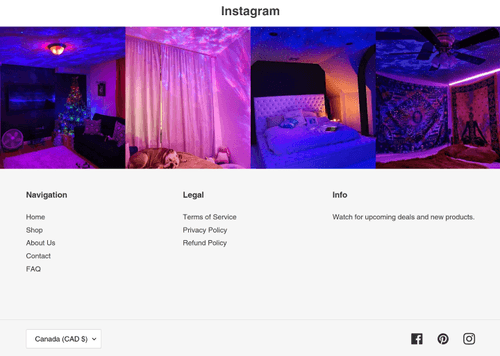 Instagram
Navigation
Home
Shop
About Us
Contact
FAQ
Legal
Terms of Service
Privacy Policy
Refund Policy
Info
Watch for upcoming deals and new products.
Canada (CAD $)